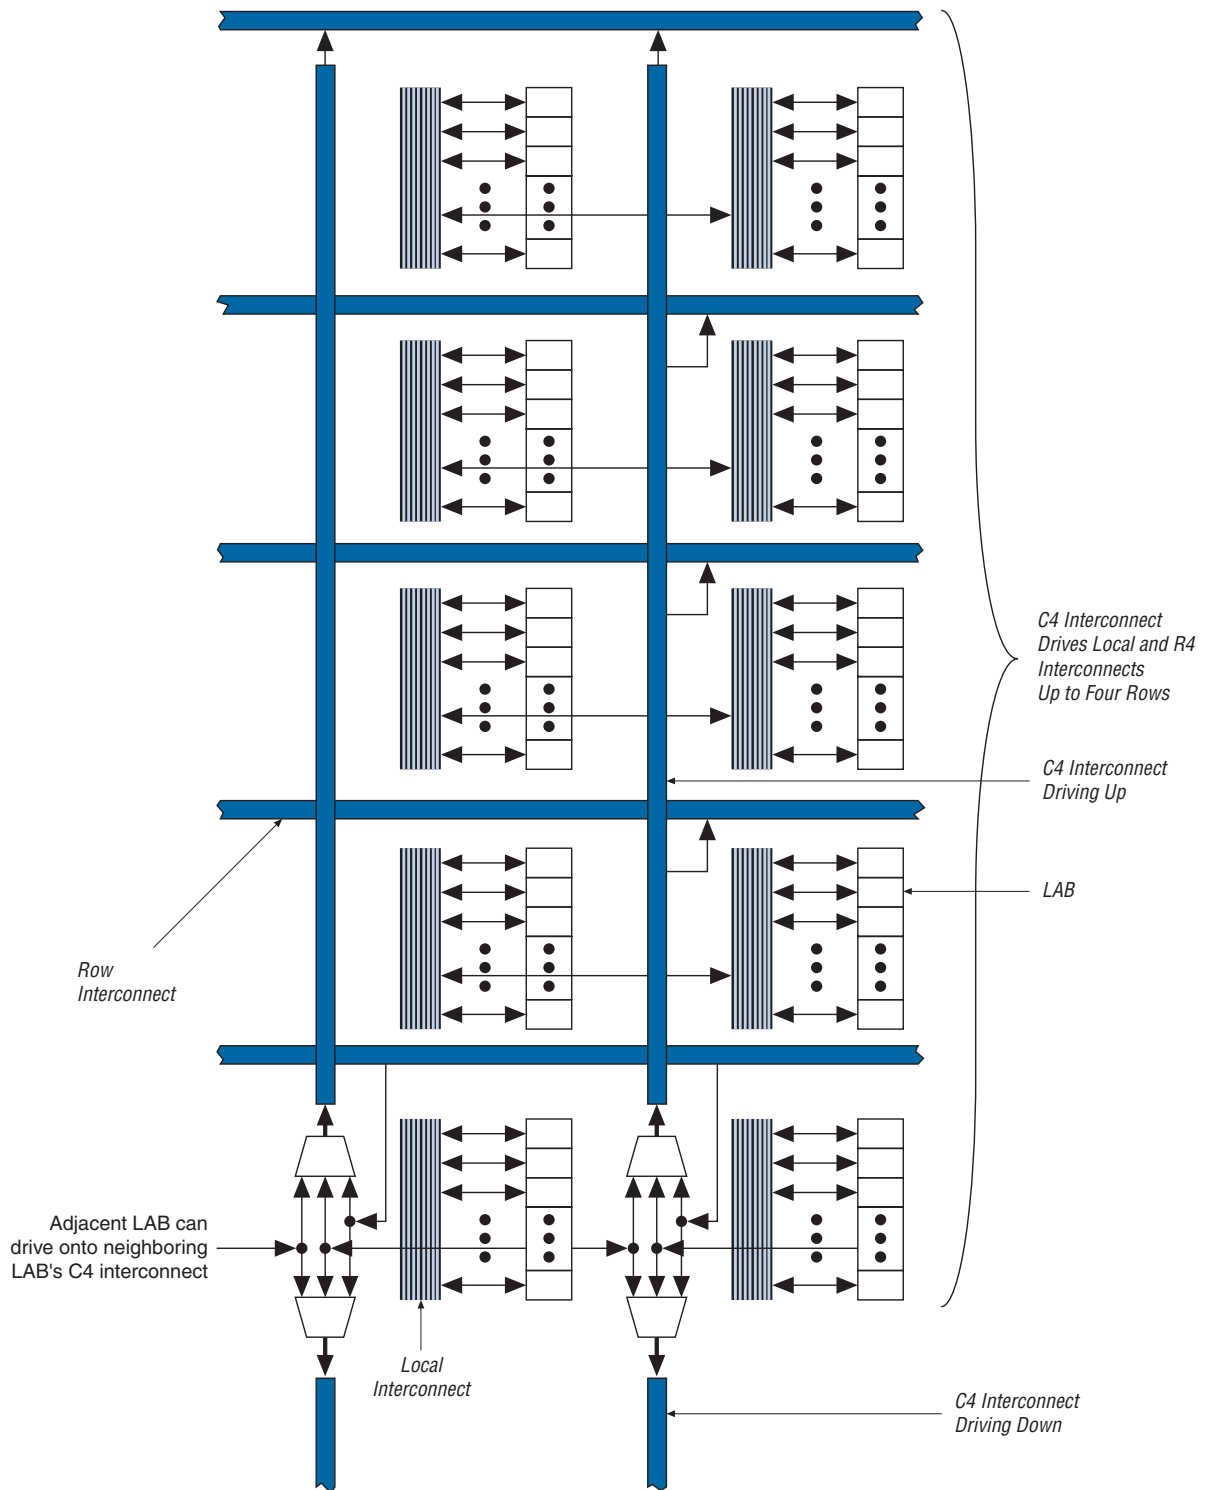 C4 Interconnect
Drives Local and R4
Interconnects
Up to Four Rows
C4 Interconnect
Driving Up
LAB
Row
Interconnect
Adjacent LAB can
drive onto neighboring
LAB's C4 interconnect
Local
Interconnect
C4 Interconnect
Driving Down